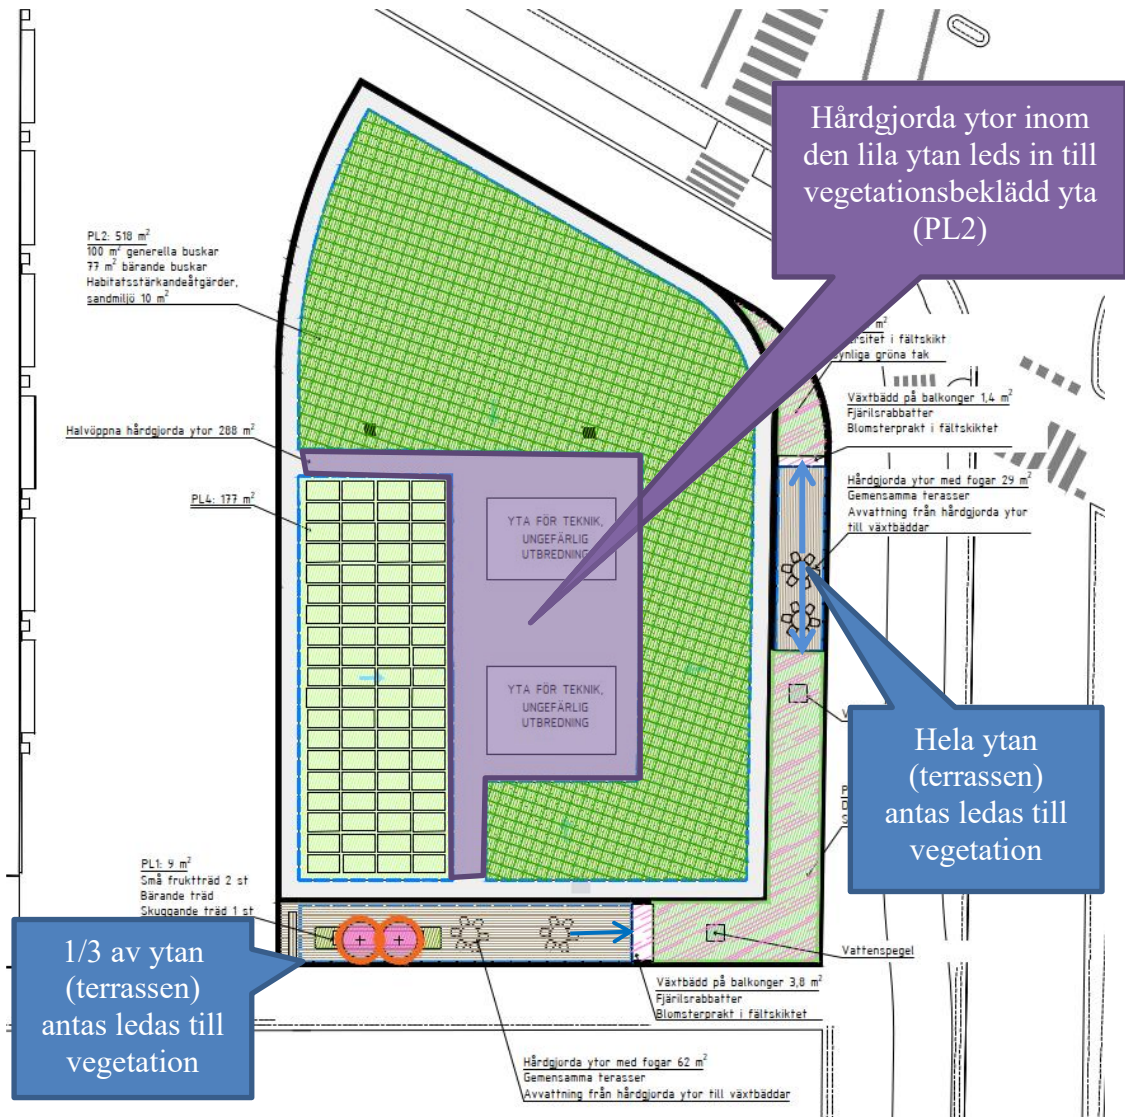 Hårdgjorda ytor inom
den lila ytan leds in till
vegetationsbeklädd yta
(PL2)
PL2: 518 m²
100 m² generella buskar
77 m² bärande buskar
Habitatsstärkandeåtgärder,
sandmiljö 10 m²
m²
i fältskikt
gröna tak
Växtbädd på balkonger 1,4 m²
Fjärilsrabbatter
Blomsterprakt i fältskiktet
Halvöppna hårdgjorda ytor 288 m²
Hårdgjorda ytor med fogar 29 m²
Gemensamma terasser
Avvattning från hårdgjorda ytor
till växtbäddar
PL4: 177 m²
YTA FÖR TEKNIK,
UNGEFÄRLIG
UTBREDNING
YTA FÖR TEKNIK,
UNGEFÄRLIG
UTBREDNING
Hela ytan
(terrassen)
antas ledas till
vegetation
PL1: 9 m²
Små fruktträd 2 st
Bärande träd
Skuggande träd 1 st
1/3 av ytan
(terrassen)
antas ledas till
vegetation
Vattenspegel
Växtbädd på balkonger 3,8 m²
Fjärilsrabbatter
Blomsterprakt i fältskiktet
Hårdgjorda ytor med fogar 62 m²
Gemensamma terasser
Avvattning från hårdgjorda ytor till växtbäddar